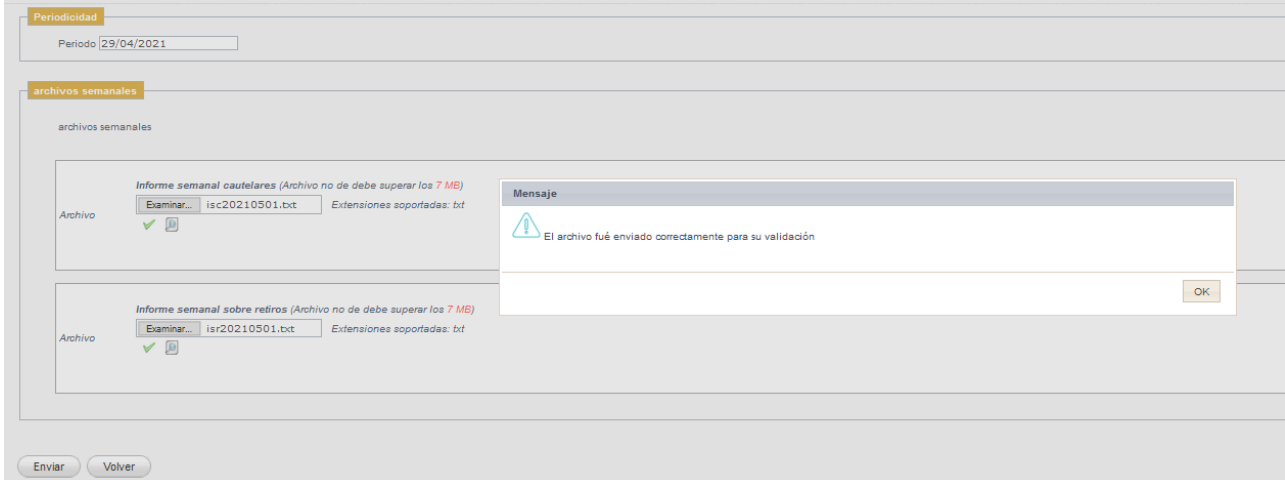 Periodicidad
Periodo 29/04/2021
archivos semanales
archivos semanales
Informe semanal cautelares (Archivo no de debe superar los 7 MB)
Archivo
Examinar... isc20210501.txt Extensiones soportadas: txt
Mensaje
El archivo fué enviado correctamente para su validación
OK
Informe semanal sobre retiros (Archivo no de debe superar los 7 MB)
Archivo
Examinar... isr20210501.txt Extensiones soportadas: txt
Enviar Volver